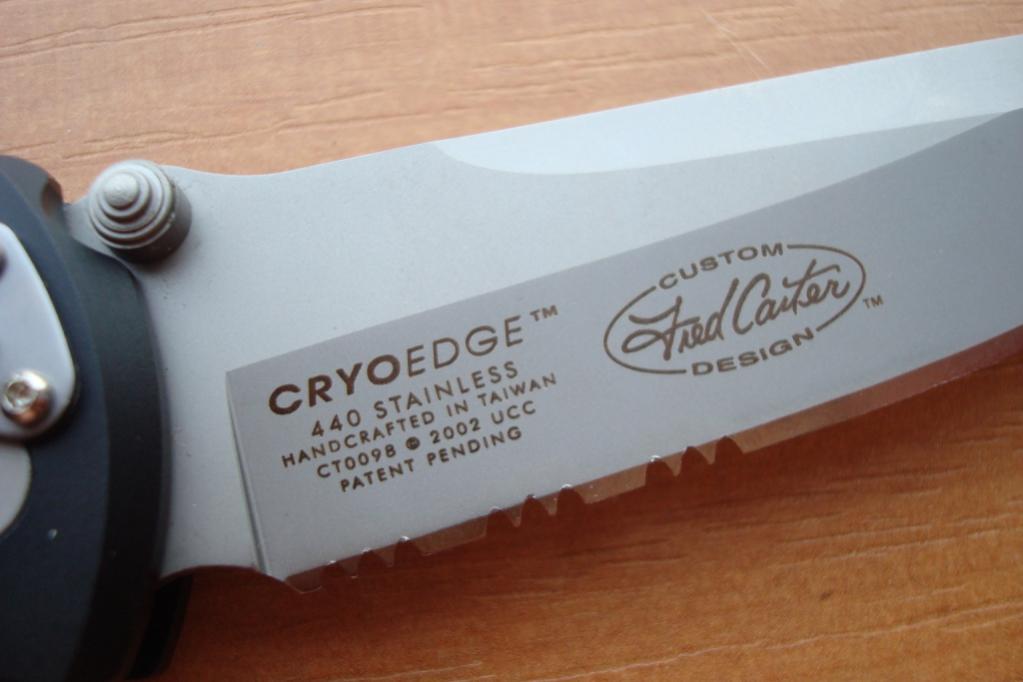 CRYOEDGE™
440 STAINLESS
HANDCRAFTED IN TAIWAN
CT0098 © 2002 UCC
PATENT PENDING
CUSTOM
Fred Carter
DESIGN
TM